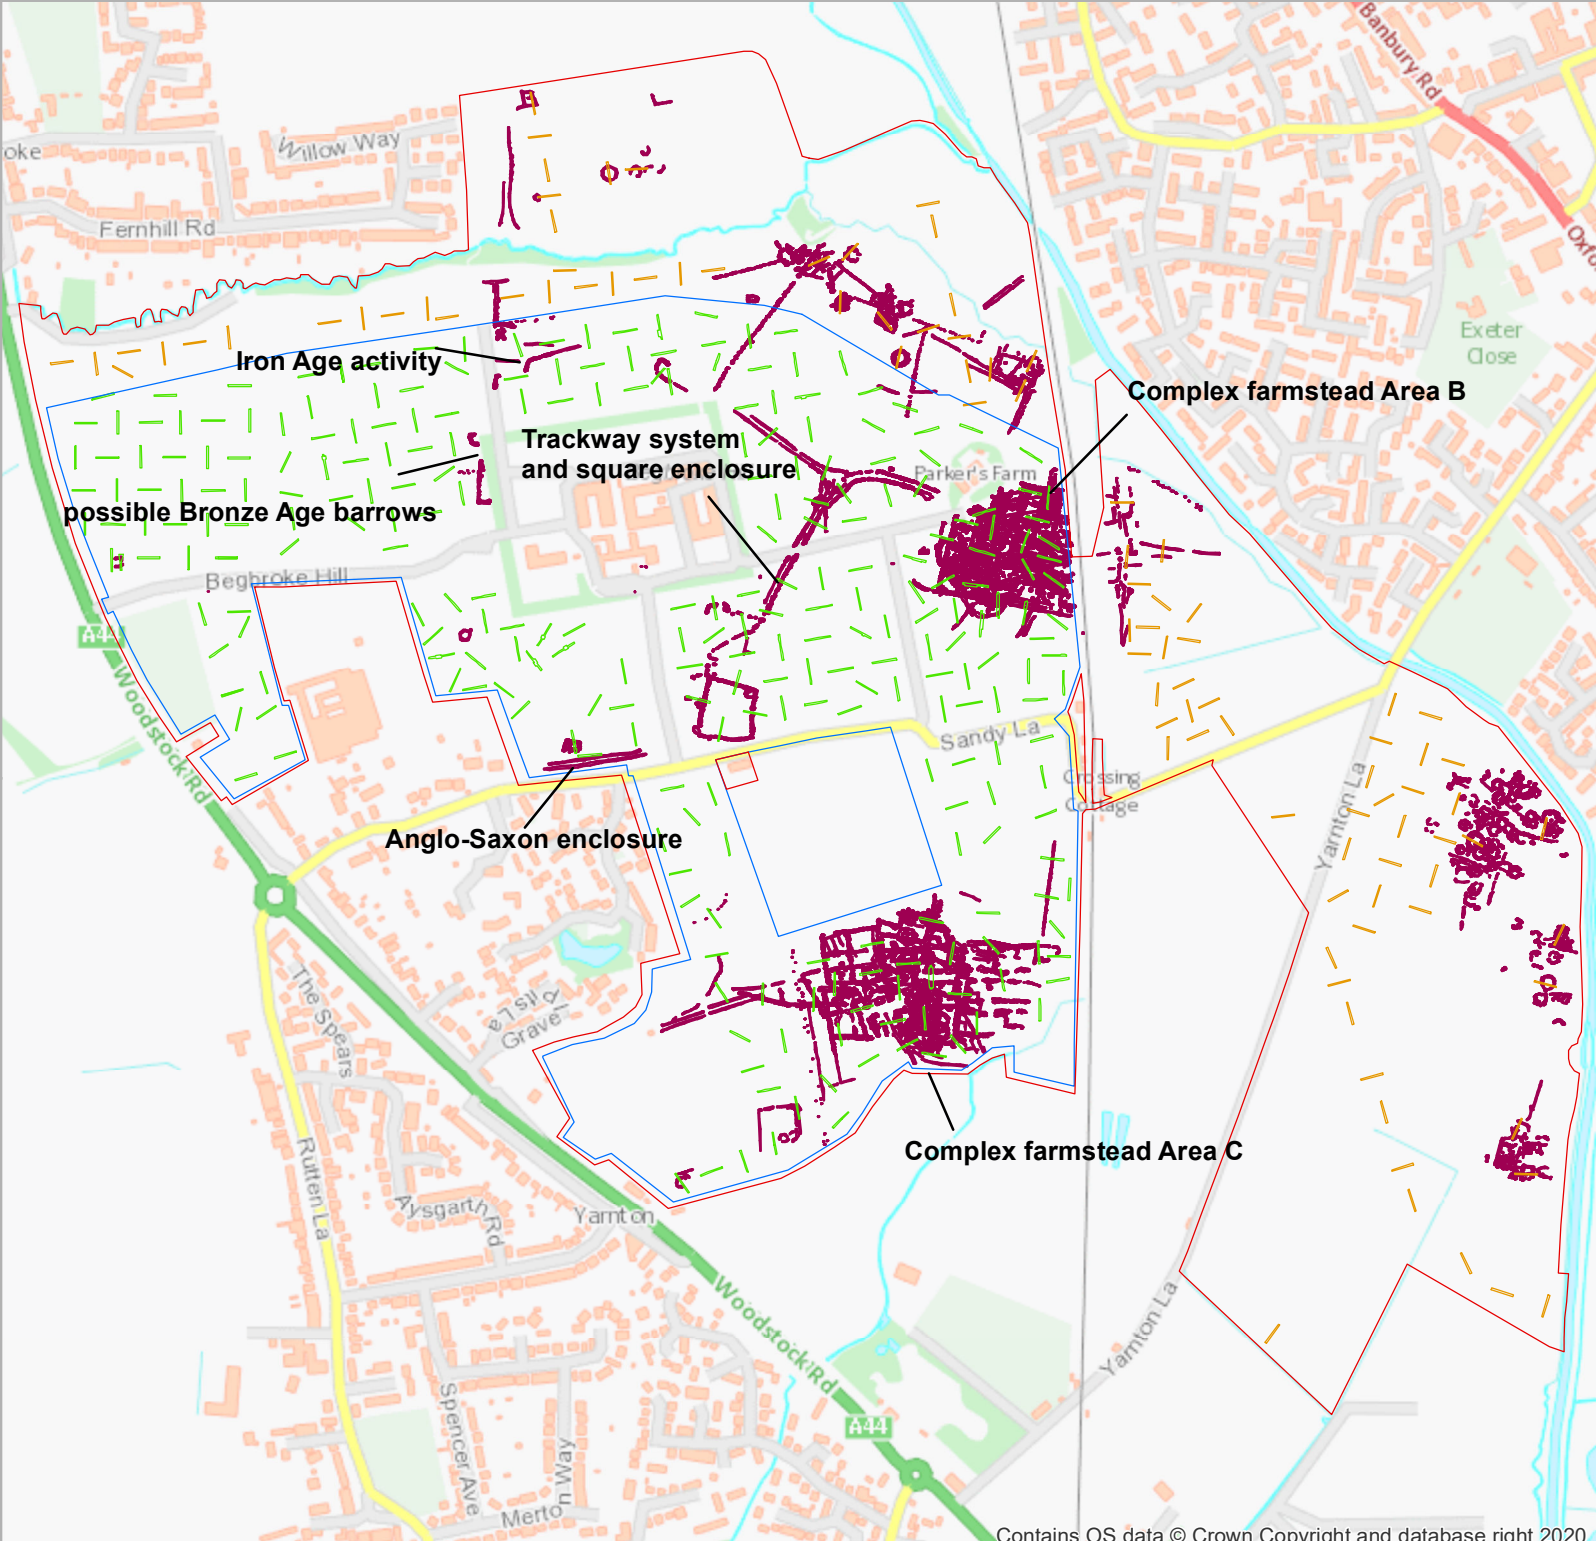 Banbury Rd
Willow Way
oke
Fernhill Rd
Oxfo
Exeter
Close
Iron Age activity
Complex farmstead Area B
Trackway system
and square enclosure
Parker's Farm
possible Bronze Age barrows
Begbroke Hill
A44
Woodstock Rd
Sandy La
Crossing
Cottage
Yarnton La
Anglo-Saxon enclosure
The Spears
Grave
Complex farmstead Area C
Rutten La
Aysgarth Rd
Yarnton
Woodstock Rd
Yarnton La
A44
Spencer Ave
Merton Way
Contains OS data © Crown Copyright and database right 2020